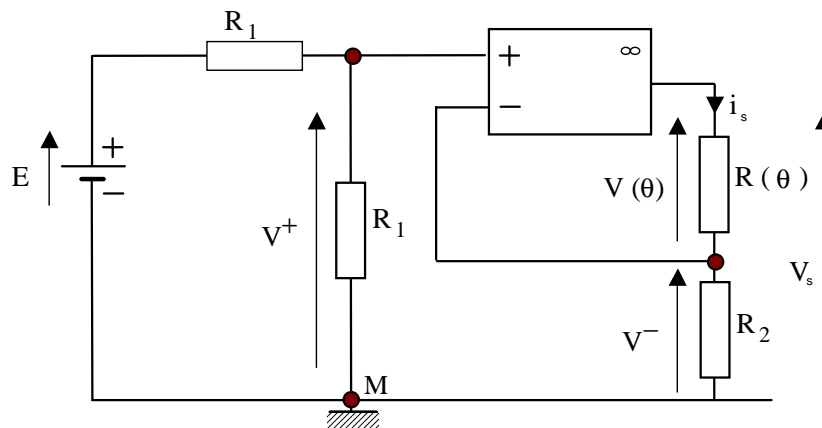 R1
+
∞
−
is
E
+
−
V+
R1
V(θ)
R(θ)
Vs
V−
R2
M